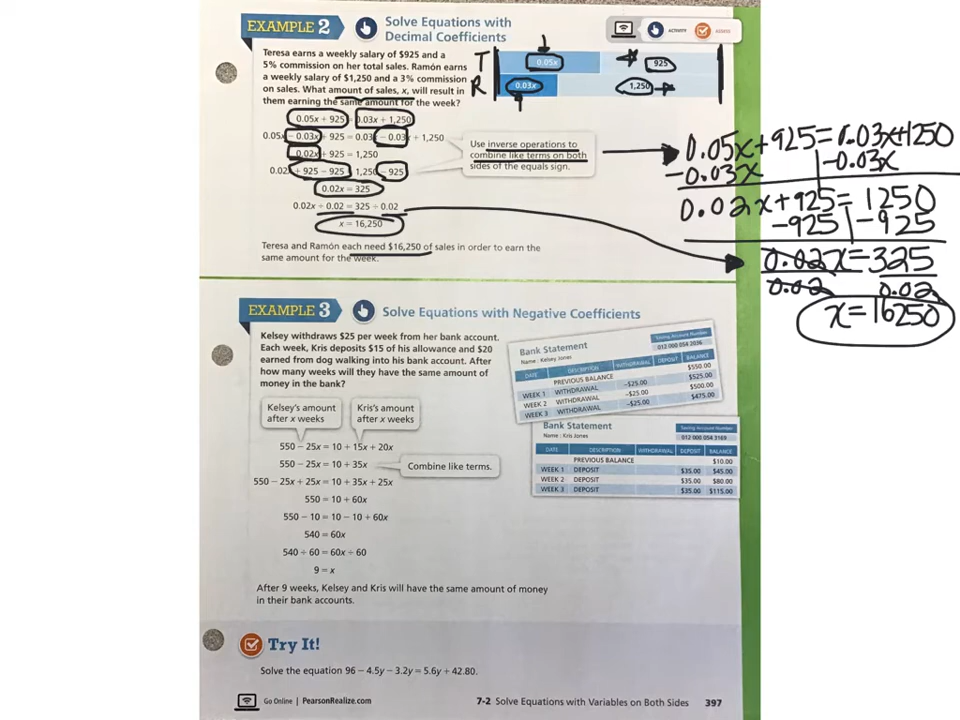 EXAMPLE 2
Solve Equations with
Decimal Coefficients
ACTIVITY
ASSESS
Teresa earns a weekly salary of $925 and a
5% commission on her total sales. Ramón earns
a weekly salary of $1,250 and a 3% commission
on sales. What amount of sales, x, will result in
them earning the same amount for the week?
T 0.05x 925
R 0.03x 1,250
0.05x + 925 = 0.03x + 1,250
0.05x − 0.03x + 925 = 0.03x − 0.03x + 1,250
0.02x + 925 = 1,250
0.02x + 925 − 925 = 1,250 − 925
0.02x = 325
0.02x ÷ 0.02 = 325 ÷ 0.02
x = 16,250
Use inverse operations to
combine like terms on both
sides of the equals sign.
Teresa and Ramón each need $16,250 of sales in order to earn the
same amount for the week.
0.05x+925=0.03x+1250
-0.03x -0.03x
0.02x+925=1250
-925 -925
0.02x=325
0.02 0.02
x=16250
EXAMPLE 3
Solve Equations with Negative Coefficients
Kelsey withdraws $25 per week from her bank account.
Each week, Kris deposits $15 of his allowance and $20
earned from dog walking into his bank account. After
how many weeks will they have the same amount of
money in the bank?
Kelsey's amount
after x weeks
Kris's amount
after x weeks
550 − 25x = 10 + 15x + 20x
550 − 25x = 10 + 35x
Combine like terms.
550 − 25x + 25x = 10 + 35x + 25x
550 = 10 + 60x
550 − 10 = 10 − 10 + 60x
540 = 60x
540 ÷ 60 = 60x ÷ 60
9 = x
After 9 weeks, Kelsey and Kris will have the same amount of money
in their bank accounts.
Bank Statement
Name : Kelsey Jones
Saving Account Number
012 000 054 2036
DATE DESCRIPTION WITHDRAWAL DEPOSIT BALANCE
PREVIOUS BALANCE $550.00
WEEK 1 WITHDRAWAL −$25.00 $525.00
WEEK 2 WITHDRAWAL −$25.00 $500.00
WEEK 3 WITHDRAWAL −$25.00 $475.00
Bank Statement
Name : Kris Jones
Saving Account Number
012 000 054 3169
DATE DESCRIPTION WITHDRAWAL DEPOSIT BALANCE
PREVIOUS BALANCE $10.00
WEEK 1 DEPOSIT $35.00 $45.00
WEEK 2 DEPOSIT $35.00 $80.00
WEEK 3 DEPOSIT $35.00 $115.00
Try It!
Solve the equation 96 − 4.5y − 3.2y = 5.6y + 42.80.
Go Online | PearsonRealize.com
7-2 Solve Equations with Variables on Both Sides 397